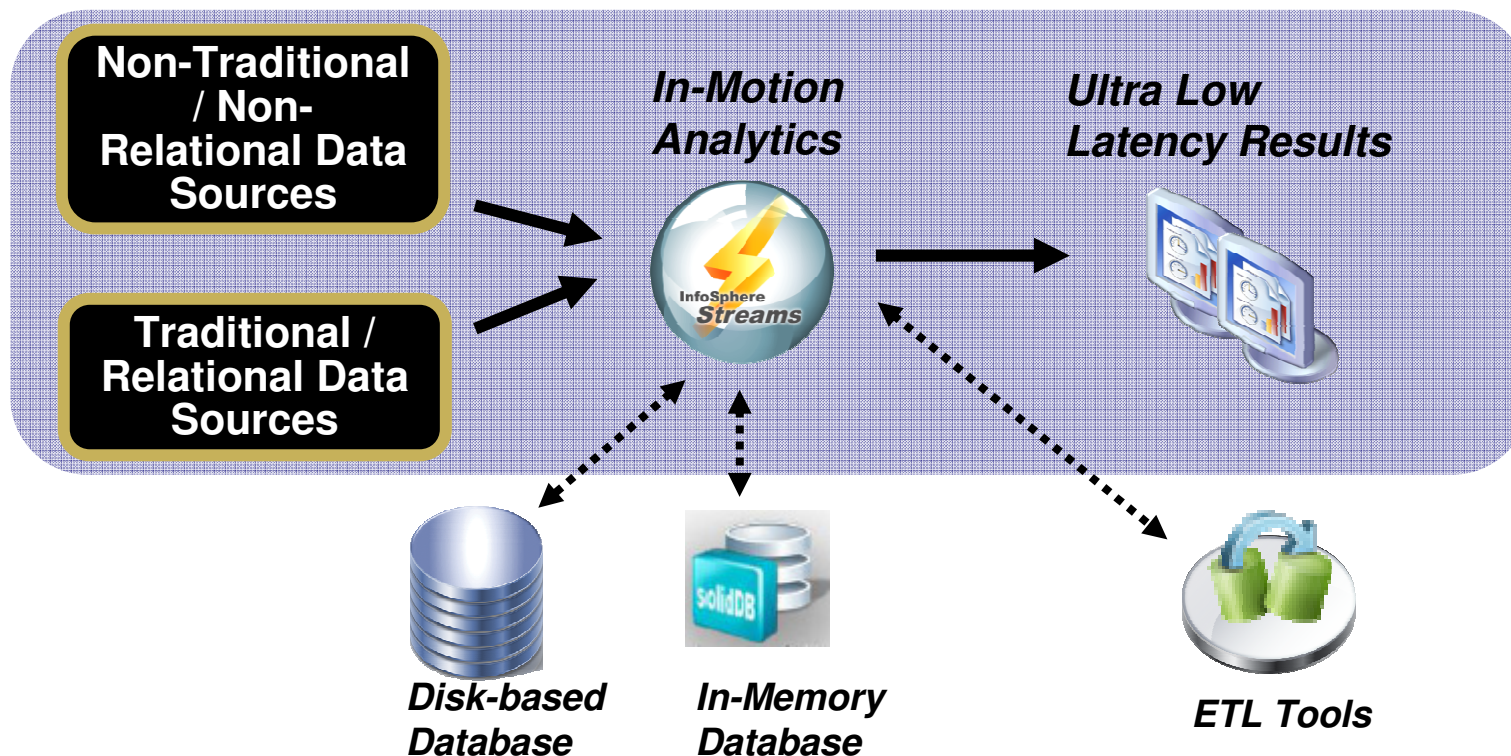 Non-Traditional
/ Non-
Relational Data
Sources
In-Motion
Analytics
Ultra Low
Latency Results
InfoSphere
Streams
Traditional /
Relational Data
Sources
solidDB
Disk-based
Database
In-Memory
Database
ETL Tools